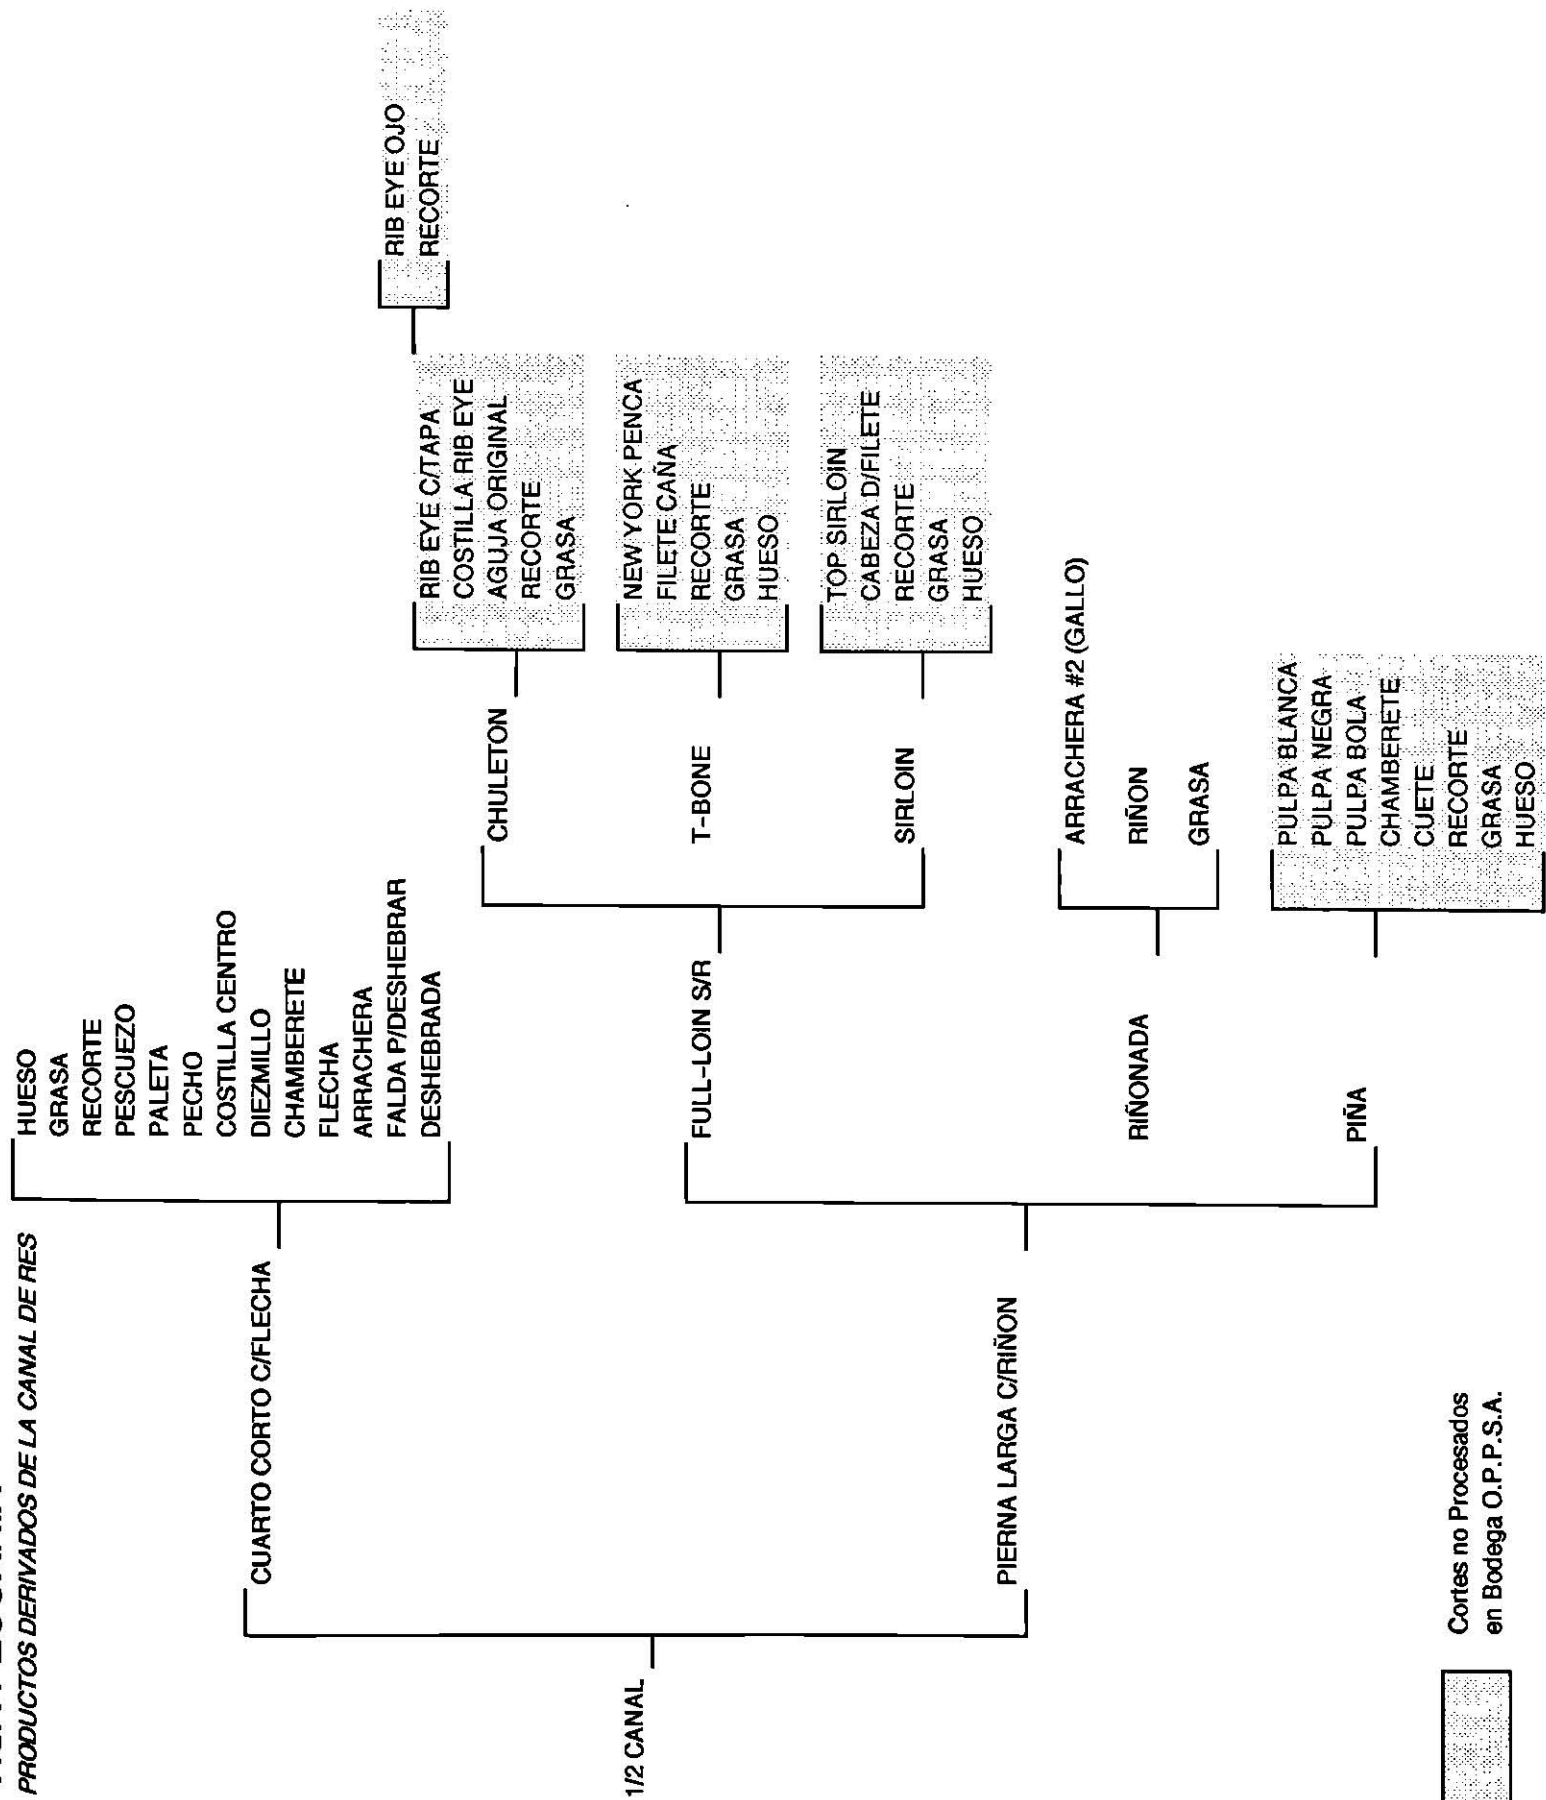 PRODUCTOS DERIVADOS DE LA CANAL DE RES
1/2 CANAL
CUARTO CORTO C/FLECHA
HUESO
GRASA
RECORTE
PESCUEZO
PALETA
PECHO
COSTILLA CENTRO
DIEZMILLO
CHAMBERETE
FLECHA
ARRACHERA
FALDA P/DESHEBRAR
DESHEBRADA
PIERNA LARGA C/RIÑON
FULL-LOIN S/R
CHULETON
RIB EYE C/TAPA
COSTILLA RIB EYE
AGUJA ORIGINAL
RECORTE
GRASA
RIB EYE OJO
RECORTE
T-BONE
NEW YORK PENCA
FILETE CAÑA
RECORTE
GRASA
HUESO
SIRLOIN
TOP SIRLOIN
CABEZA D/FILETE
RECORTE
GRASA
HUESO
RIÑONADA
ARRACHERA #2 (GALLO)
RIÑON
GRASA
PIÑA
PULPA BLANCA
PULPA NEGRA
PULPA BOLA
CHAMBERETE
CUETE
RECORTE
GRASA
HUESO
Cortes no Procesados
en Bodega O.P.P.S.A.